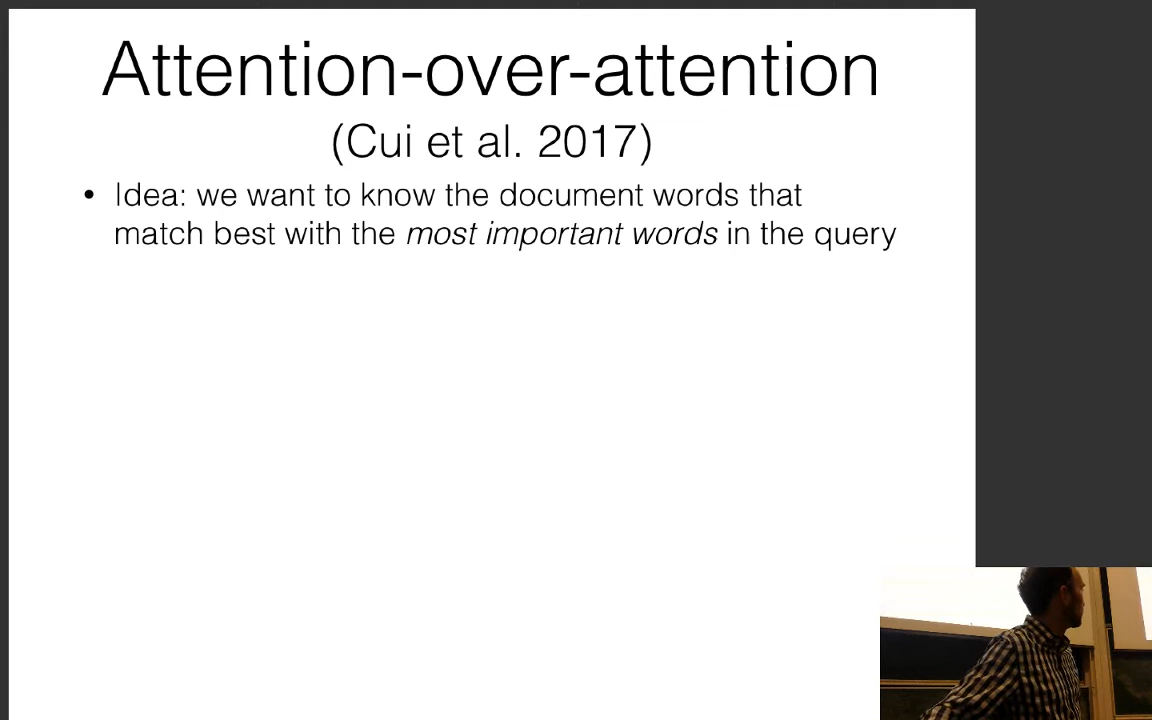 Attention-over-attention
(Cui et al. 2017)
• Idea: we want to know the document words that
match best with the most important words in the query